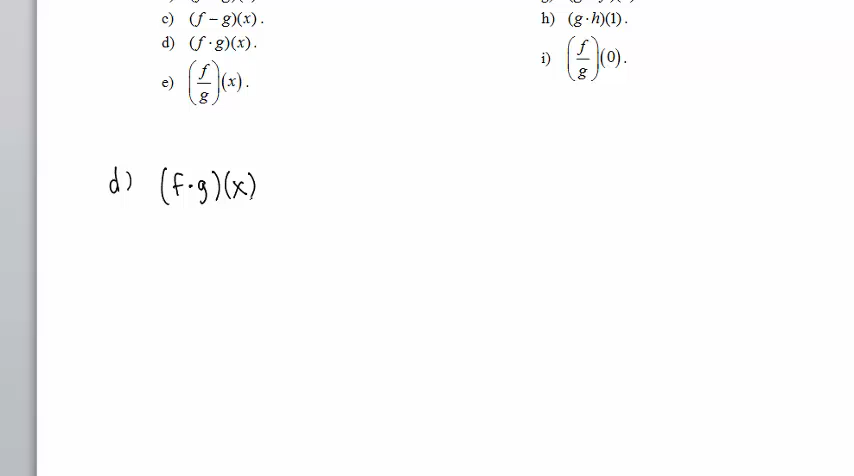 c) (f − g)(x).
d) (f · g)(x).
e) (f/g)(x).
h) (g · h)(1).
i) (f/g)(0).
d) (f · g)(x)